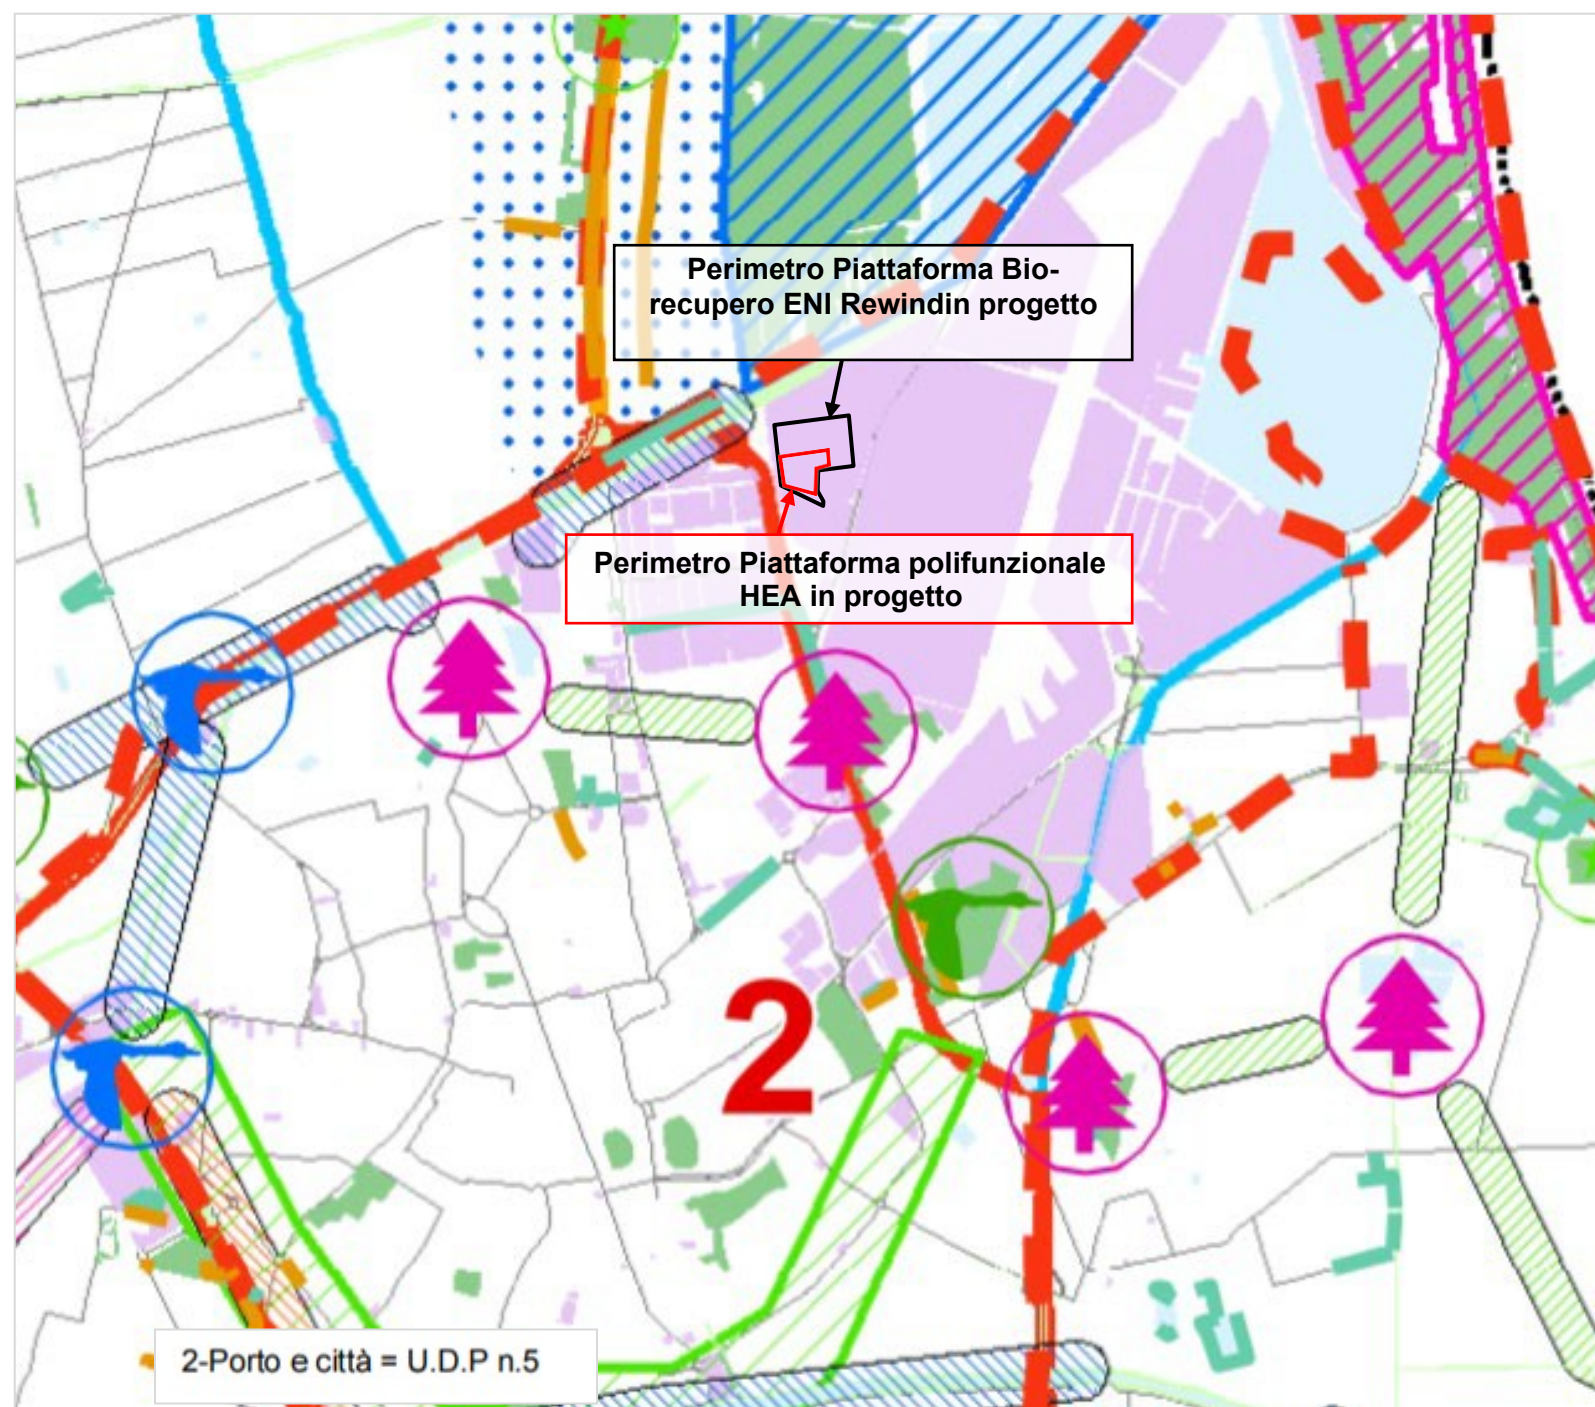 Perimetro Piattaforma Bio-
recupero ENI Rewindin progetto
Perimetro Piattaforma polifunzionale
HEA in progetto
2
2-Porto e città = U.D.P n.5